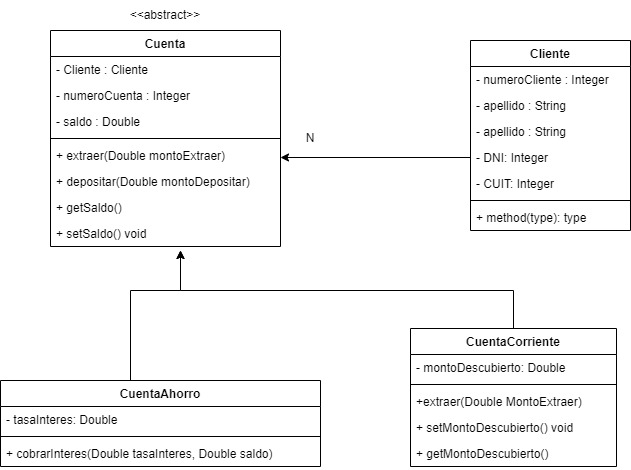 <<abstract>>
Cuenta
- Cliente : Cliente
- numeroCuenta : Integer
- saldo : Double
+ extraer(Double montoExtraer)
+ depositar(Double montoDepositar)
+ getSaldo()
+ setSaldo() void
N
Cliente
- numeroCliente : Integer
- apellido : String
- apellido : String
- DNI: Integer
- CUIT: Integer
+ method(type): type
CuentaAhorro
- tasaInteres: Double
+ cobrarInteres(Double tasaInteres, Double saldo)
CuentaCorriente
- montoDescubierto: Double
+extraer(Double MontoExtraer)
+ setMontoDescubierto() void
+ getMontoDescubierto()